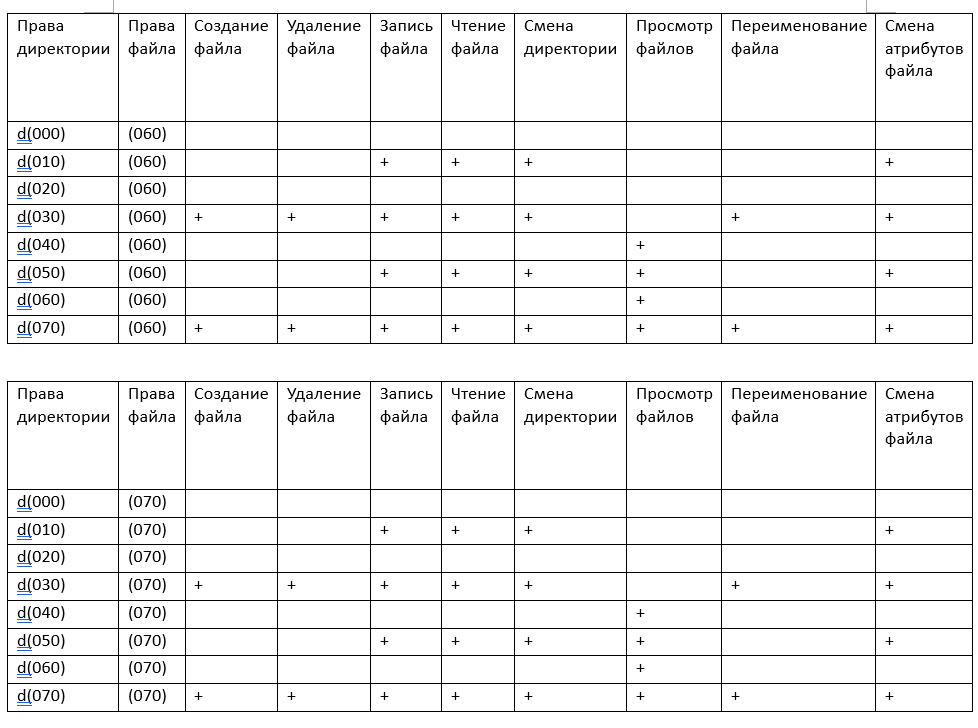 Права Права Создание Удаление Запись Чтение Смена Просмотр Переименование Смена
директории файла файла файла файла файла директории файлов файла атрибутов
файла
d(000) (060)
d(010) (060) + + + +
d(020) (060)
d(030) (060) + + + + + + +
d(040) (060) +
d(050) (060) + + + + +
d(060) (060) +
d(070) (060) + + + + + + + +
Права Права Создание Удаление Запись Чтение Смена Просмотр Переименование Смена
директории файла файла файла файла файла директории файлов файла атрибутов
файла
d(000) (070)
d(010) (070) + + + +
d(020) (070)
d(030) (070) + + + + + + +
d(040) (070) +
d(050) (070) + + + + +
d(060) (070) +
d(070) (070) + + + + + + + +